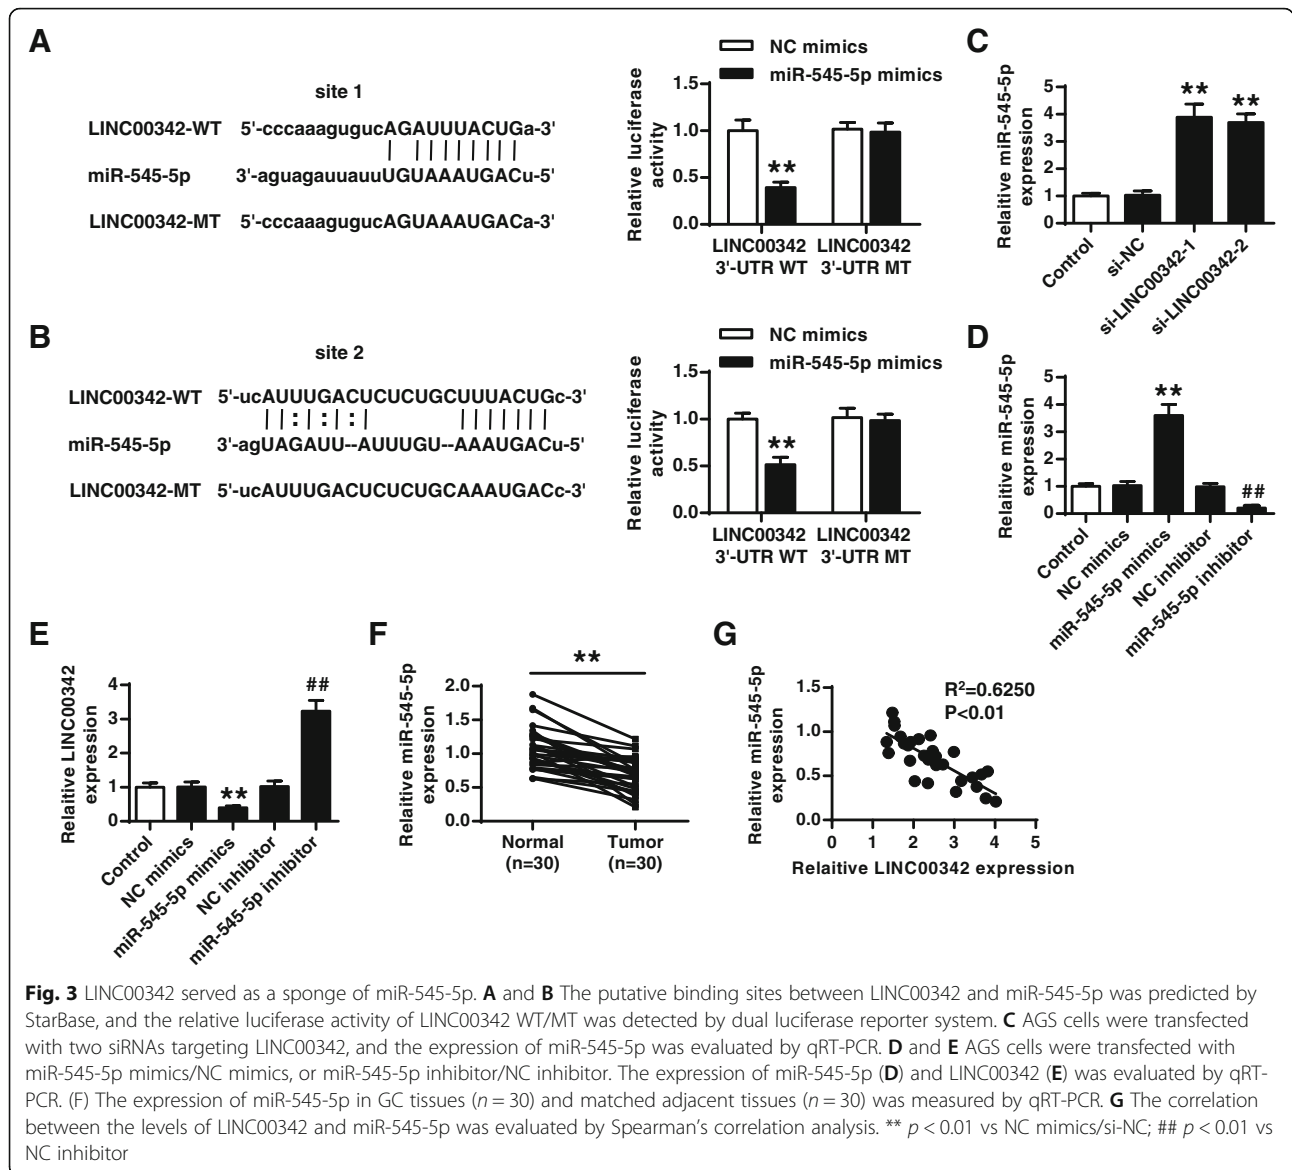 A
site 1
LINC00342-WT 5'-cccaaagugucAGAUUUACUGa-3'
miR-545-5p 3'-aguagauuauuUGUAAAUGACu-5'
LINC00342-MT 5'-cccaaagugucAGUAAAUGACa-3'
NC mimics
miR-545-5p mimics
Relative luciferase
activity
1.5
1.0
0.5
0.0
**
LINC00342
3'-UTR WT
LINC00342
3'-UTR MT
C
Relaitive miR-545-5p
expression
5
4
3
2
1
0
**
**
Control
si-NC
si-LINC00342-1
si-LINC00342-2
B
site 2
LINC00342-WT 5'-ucAUUUGACUCUCUGCUUUACUGc-3'
miR-545-5p 3'-agUAGAUU--AUUUGU--AAAUGACu-5'
LINC00342-MT 5'-ucAUUUGACUCUCUGCAAAUGACc-3'
NC mimics
miR-545-5p mimics
Relative luciferase
activity
1.5
1.0
0.5
0.0
**
LINC00342
3'-UTR WT
LINC00342
3'-UTR MT
D
Relaitive miR-545-5p
expression
5
4
3
2
1
0
**
##
Control
NC mimics
miR-545-5p mimics
NC inhibitor
miR-545-5p inhibitor
E
Relaitive LINC00342
expression
4
3
2
1
0
**
##
Control
NC mimics
miR-545-5p mimics
NC inhibitor
miR-545-5p inhibitor
F
Relaitive miR-545-5p
expression
2.0
1.5
1.0
0.5
0.0
**
Normal
(n=30)
Tumor
(n=30)
G
Relaitive miR-545-5p
expression
1.5
1.0
0.5
0.0
R²=0.6250
P<0.01
0 1 2 3 4 5
Relaitive LINC00342 expression
Fig. 3 LINC00342 served as a sponge of miR-545-5p. A and B The putative binding sites between LINC00342 and miR-545-5p was predicted by
StarBase, and the relative luciferase activity of LINC00342 WT/MT was detected by dual luciferase reporter system. C AGS cells were transfected
with two siRNAs targeting LINC00342, and the expression of miR-545-5p was evaluated by qRT-PCR. D and E AGS cells were transfected with
miR-545-5p mimics/NC mimics, or miR-545-5p inhibitor/NC inhibitor. The expression of miR-545-5p (D) and LINC00342 (E) was evaluated by qRT-
PCR. (F) The expression of miR-545-5p in GC tissues (n = 30) and matched adjacent tissues (n = 30) was measured by qRT-PCR. G The correlation
between the levels of LINC00342 and miR-545-5p was evaluated by Spearman's correlation analysis. ** p < 0.01 vs NC mimics/si-NC; ## p < 0.01 vs
NC inhibitor